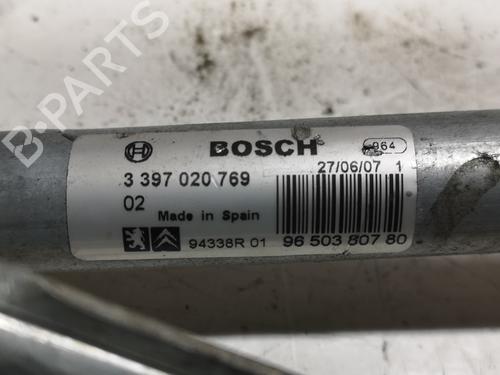 B-PARTS
BOSCH
964
3 397 020 769
27/06/07 1
02
Made in Spain
94338R 01
96 503 807 80